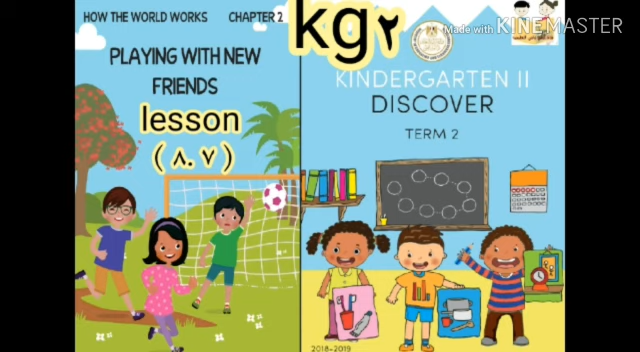 HOW THE WORLD WORKS CHAPTER 2
PLAYING WITH NEW
FRIENDS
lesson
( ٨. ٧ )
kg٢
Made with KINEMASTER
KINDERGARTEN II
DISCOVER
TERM 2
2018-2019